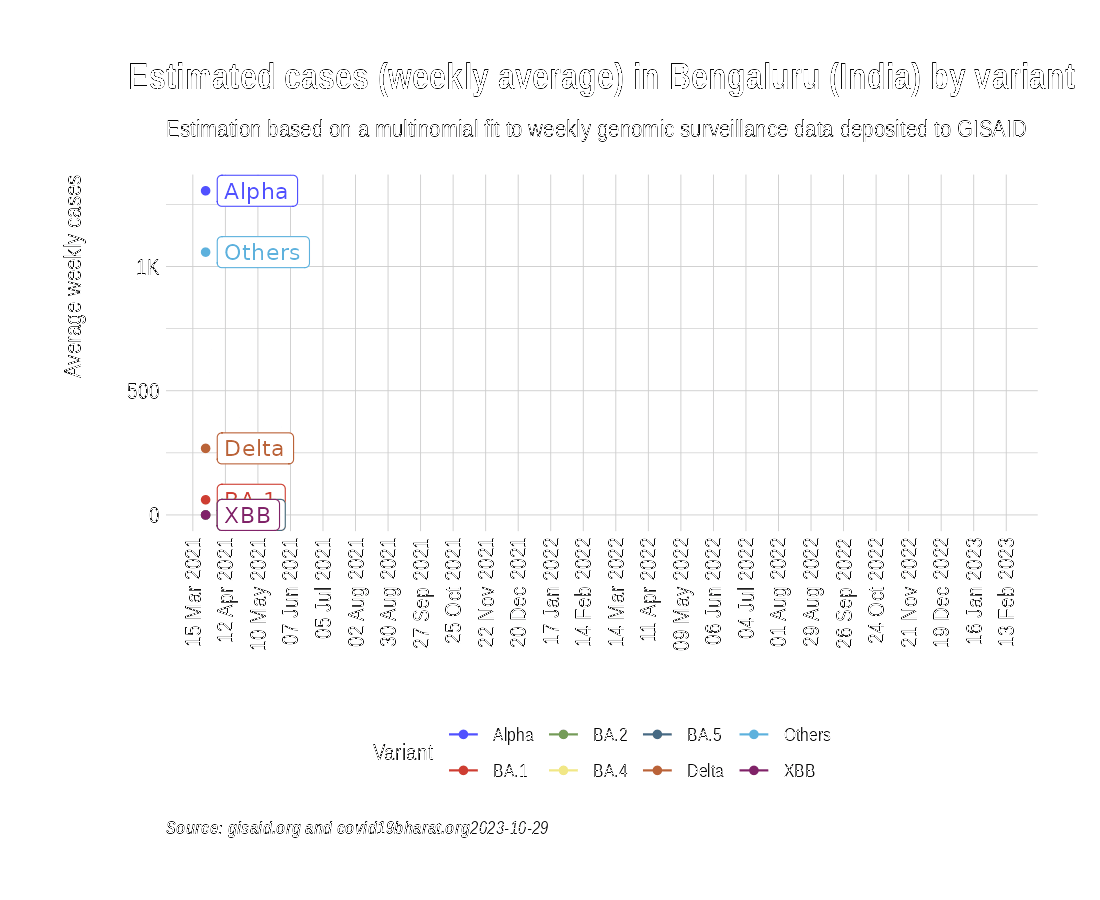 Estimated cases (weekly average) in Bengaluru (India) by variant
Estimation based on a multinomial fit to weekly genomic surveillance data deposited to GISAID
Average weekly cases
1K
500
0
Alpha
Others
Delta
BA.1
XBB
15 Mar 2021
12 Apr 2021
10 May 2021
07 Jun 2021
05 Jul 2021
02 Aug 2021
30 Aug 2021
27 Sep 2021
25 Oct 2021
22 Nov 2021
20 Dec 2021
17 Jan 2022
14 Feb 2022
14 Mar 2022
11 Apr 2022
09 May 2022
06 Jun 2022
04 Jul 2022
01 Aug 2022
29 Aug 2022
26 Sep 2022
24 Oct 2022
21 Nov 2022
19 Dec 2022
16 Jan 2023
13 Feb 2023
Variant
Alpha BA.2 BA.5 Others
BA.1 BA.4 Delta XBB
Source: gisaid.org and covid19bharat.org2023-10-29